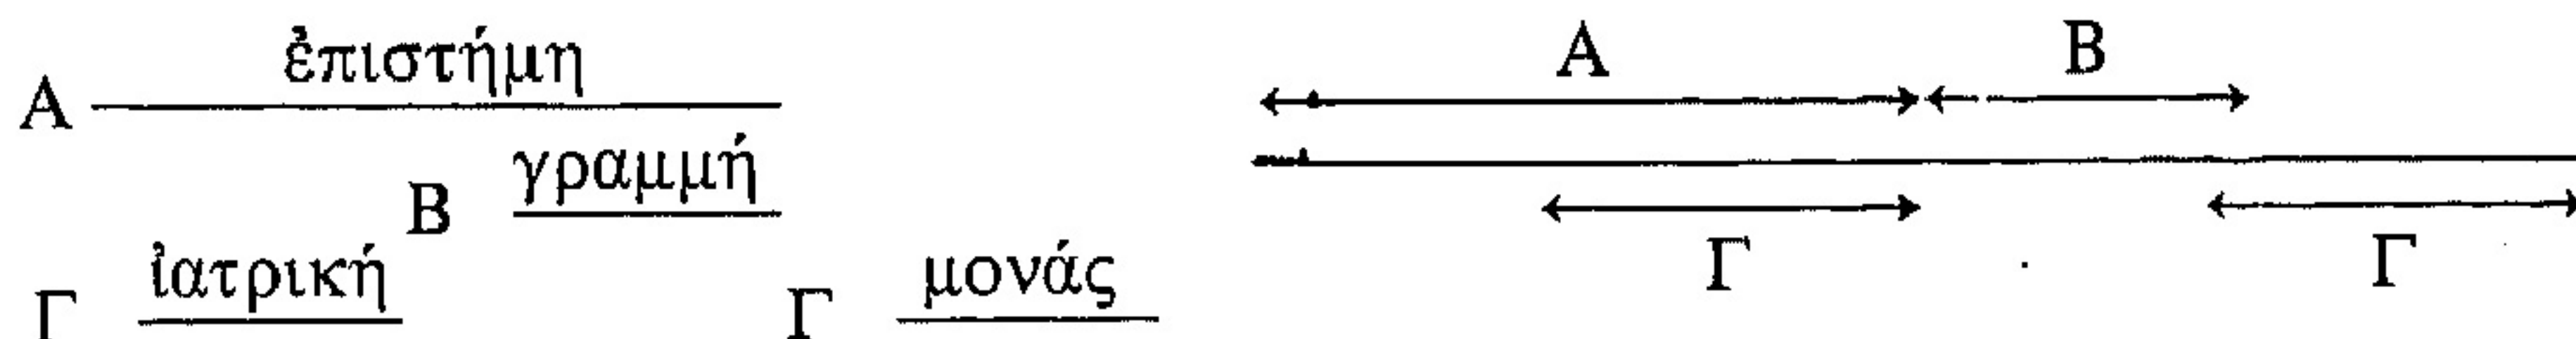 Α ἐπιστήμη Α Β
Β γραμμή
Γ ἰατρική Γ μονάς Γ Γ